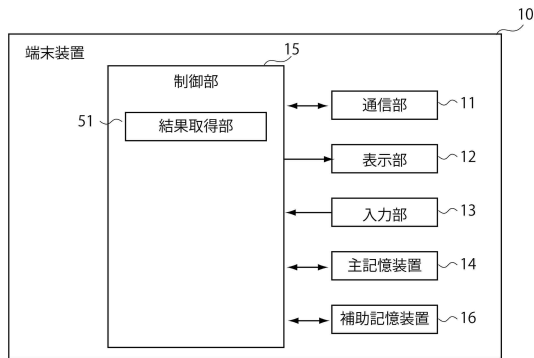 10
端末装置
15
制御部
51
結果取得部
通信部
11
表示部
12
入力部
13
主記憶装置
14
補助記憶装置
16